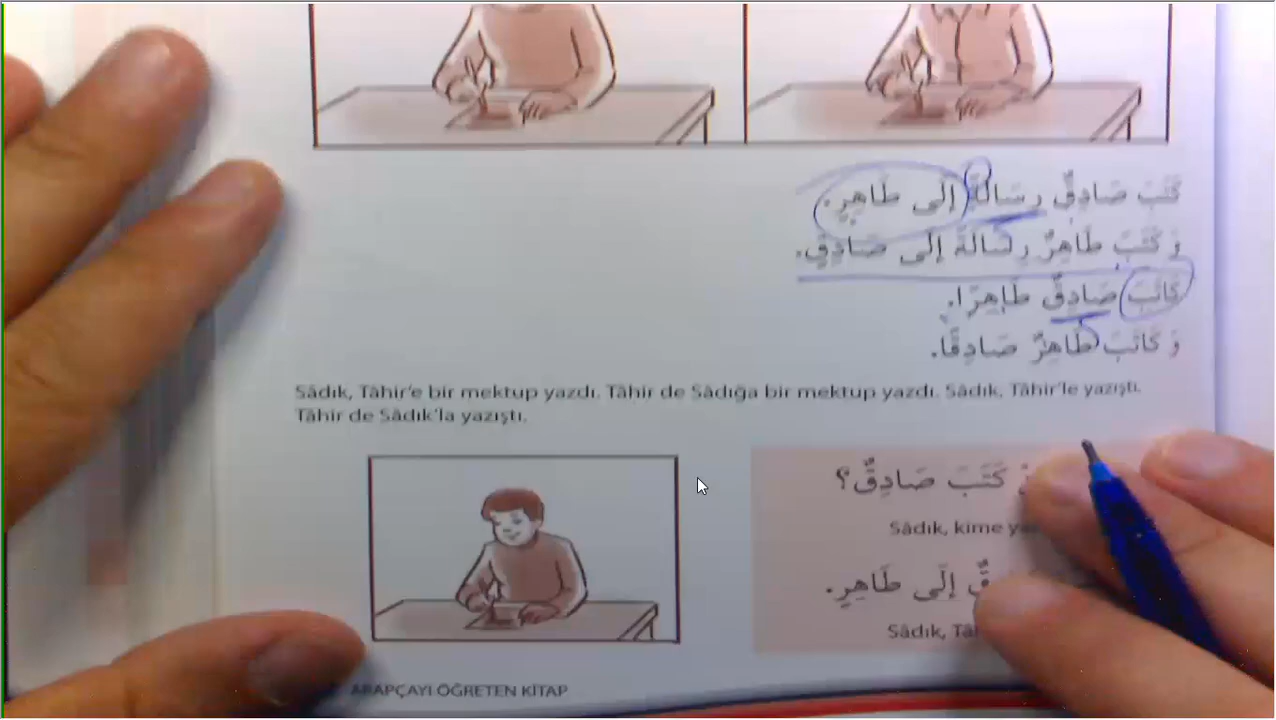 كَتَبَ صَادِقٌ رِسَالَةً إِلَى طَاهِرٍ.
وَ كَتَبَ طَاهِرٌ رِسَالَةً إِلَى صَادِقٍ.
كَاتَبَ صَادِقٌ طَاهِرًا.
وَ كَاتَبَ طَاهِرٌ صَادِقًا.
Sâdık, Tâhir'e bir mektup yazdı. Tâhir de Sâdığa bir mektup yazdı. Sâdık, Tâhir'le yazıştı.
Tâhir de Sâdık'la yazıştı.
كَتَبَ صَادِقٌ؟
Sâdık, kime
إِلَى طَاهِرٍ.
Sâdık,
ARAPÇAYI ÖĞRETEN KİTAP